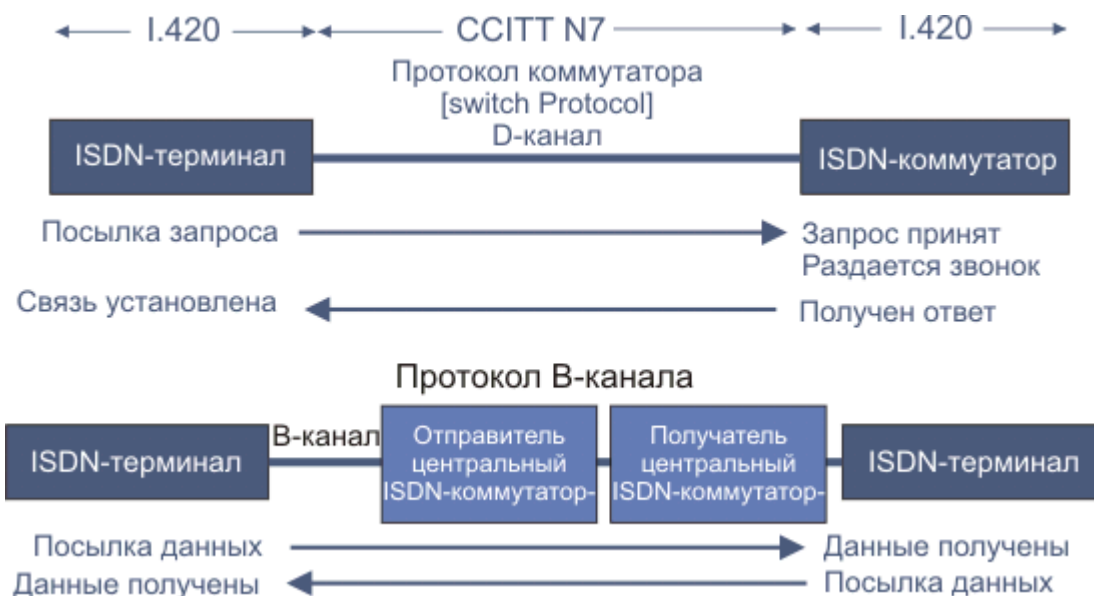 I.420 CCITT N7 I.420
Протокол коммутатора
[switch Protocol]
D-канал
ISDN-терминал ISDN-коммутатор
Посылка запроса Запрос принят
Раздается звонок
Связь установлена Получен ответ
Протокол В-канала
ISDN-терминал
В-канал
Отправитель
центральный
ISDN-коммутатор-
Получатель
центральный
ISDN-коммутатор-
ISDN-терминал
Посылка данных Данные получены
Данные получены Посылка данных